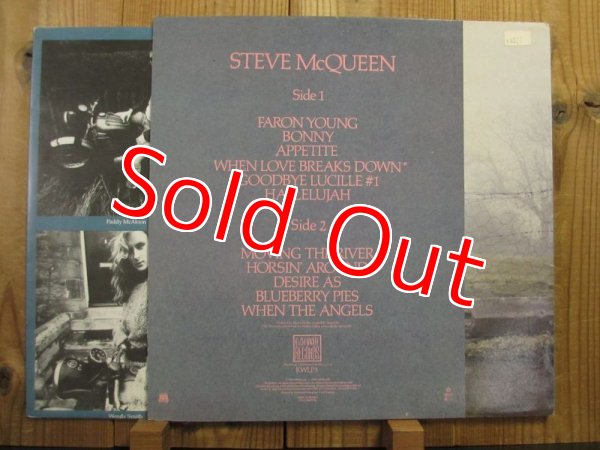 STEVE McQUEEN
Side 1
FARON YOUNG
BONNY
APPETITE
WHEN LOVE BREAKS DOWN*
GOODBYE LUCILLE #1
HALLELUJAH
Side 2
MOVING THE RIVER
HORSIN' AROUND
DESIRE AS
BLUEBERRY PIES
WHEN THE ANGELS
KWLP3
Paddy McAloon
Wendy Smith
Sold Out